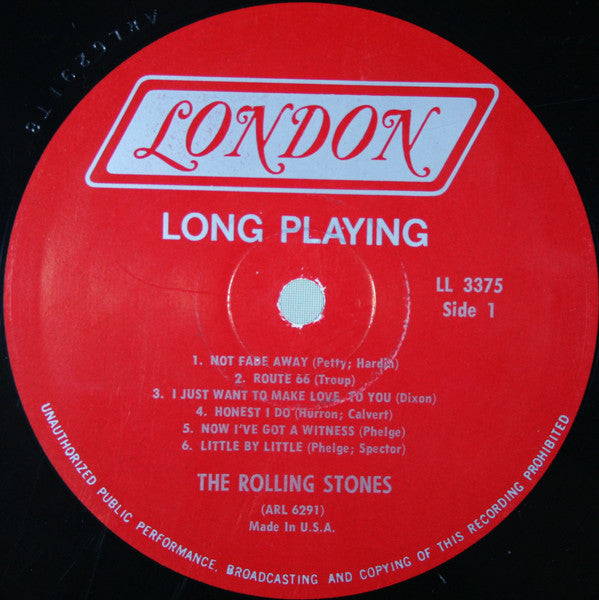 ARL6291T8
LONDON
LONG PLAYING
LL 3375
Side 1
1. NOT FADE AWAY (Petty; Hardin)
2. ROUTE 66 (Troup)
3. I JUST WANT TO MAKE LOVE TO YOU (Dixon)
4. HONEST I DO (Hurron; Calvert)
5. NOW I'VE GOT A WITNESS (Phelge)
6. LITTLE BY LITTLE (Phelge; Spector)
THE ROLLING STONES
(ARL 6291)
Made In U.S.A.
UNAUTHORIZED PUBLIC PERFORMANCE, BROADCASTING AND COPYING OF THIS RECORDING PROHIBITED